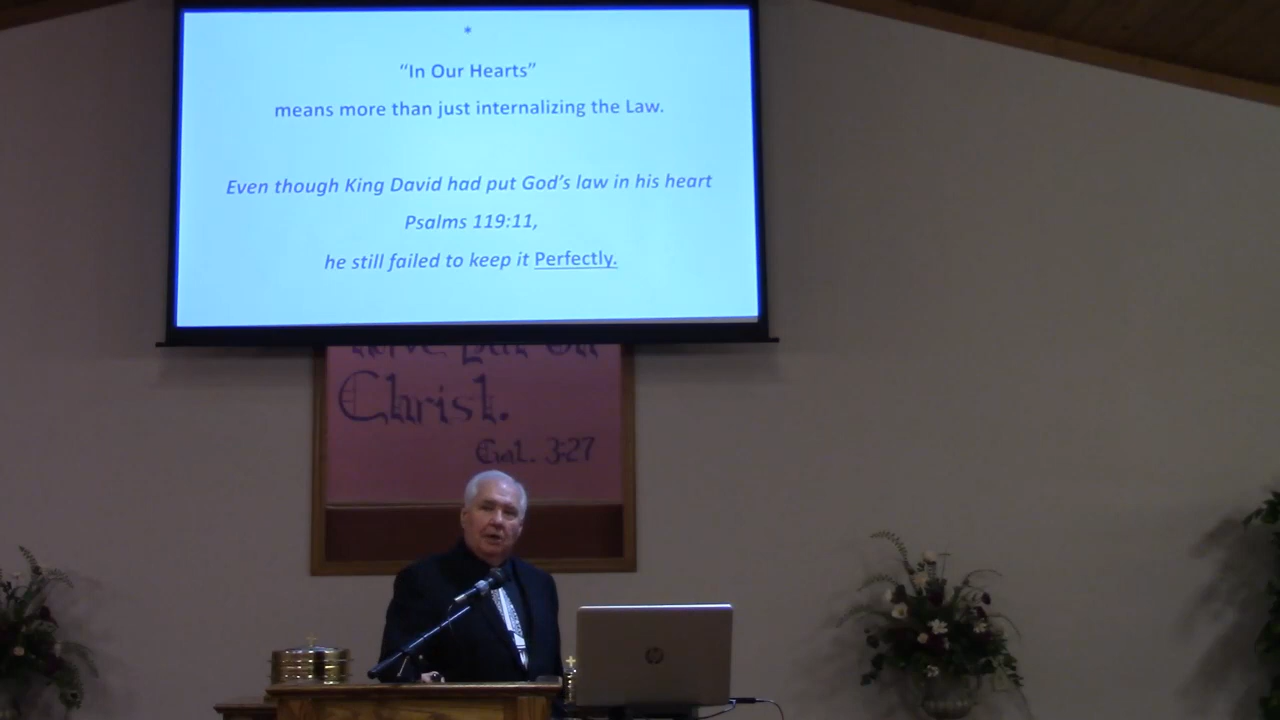 *
“In Our Hearts”
means more than just internalizing the Law.
Even though King David had put God’s law in his heart
Psalms 119:11,
he still failed to keep it Perfectly.
Christ.
Gal. 3:27
hp